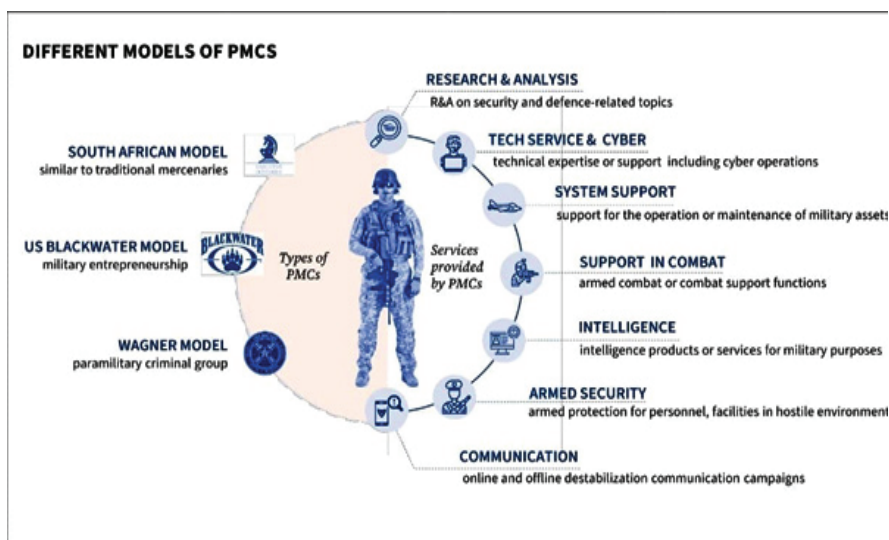 DIFFERENT MODELS OF PMCS
RESEARCH & ANALYSIS
R&A on security and defence-related topics
SOUTH AFRICAN MODEL
similar to traditional mercenaries
TECH SERVICE & CYBER
technical expertise or support including cyber operations
SYSTEM SUPPORT
support for the operation or maintenance of military assets
US BLACKWATER MODEL
military entrepreneurship
BLACKWATER
Types of
PMCs
Services
provided
by PMCs
SUPPORT IN COMBAT
armed combat or combat support functions
INTELLIGENCE
intelligence products or services for military purposes
WAGNER MODEL
paramilitary criminal group
ARMED SECURITY
armed protection for personnel, facilities in hostile environment
COMMUNICATION
online and offline destabilization communication campaigns